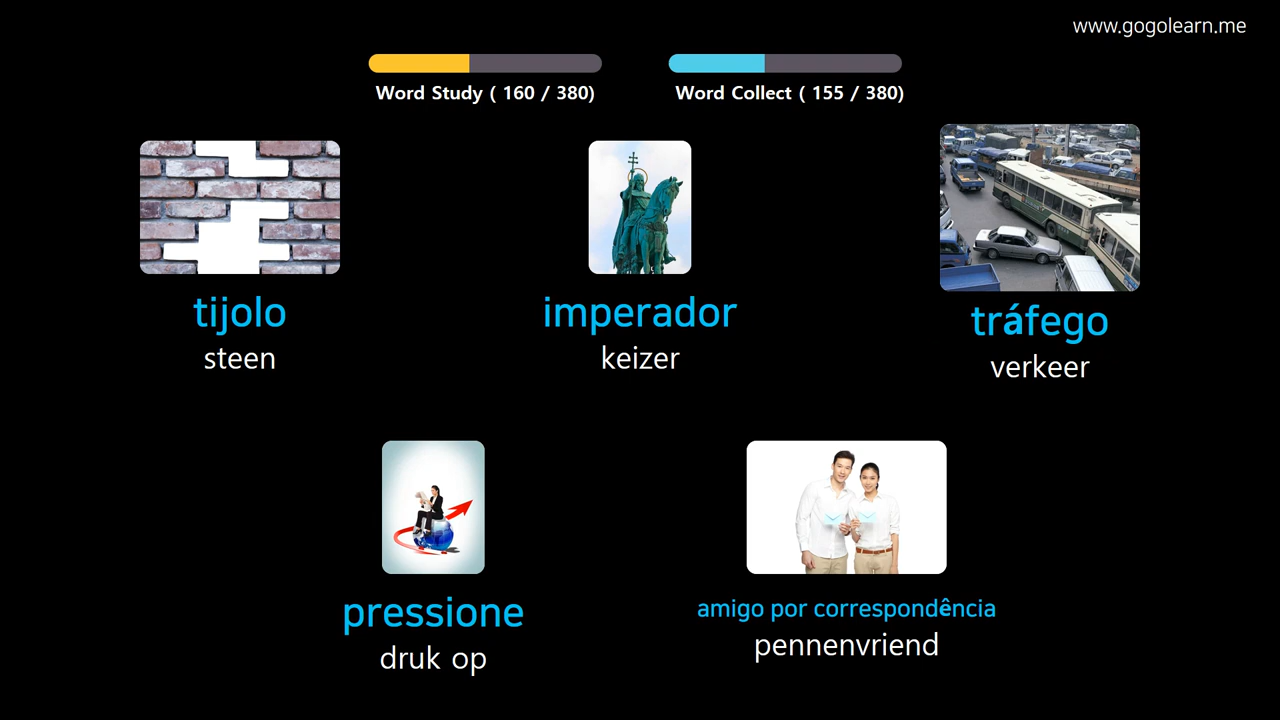 www.gogolearn.me
Word Study ( 160 / 380)
Word Collect ( 155 / 380)
tijolo
steen
imperador
keizer
tráfego
verkeer
pressione
druk op
amigo por correspondência
pennenvriend